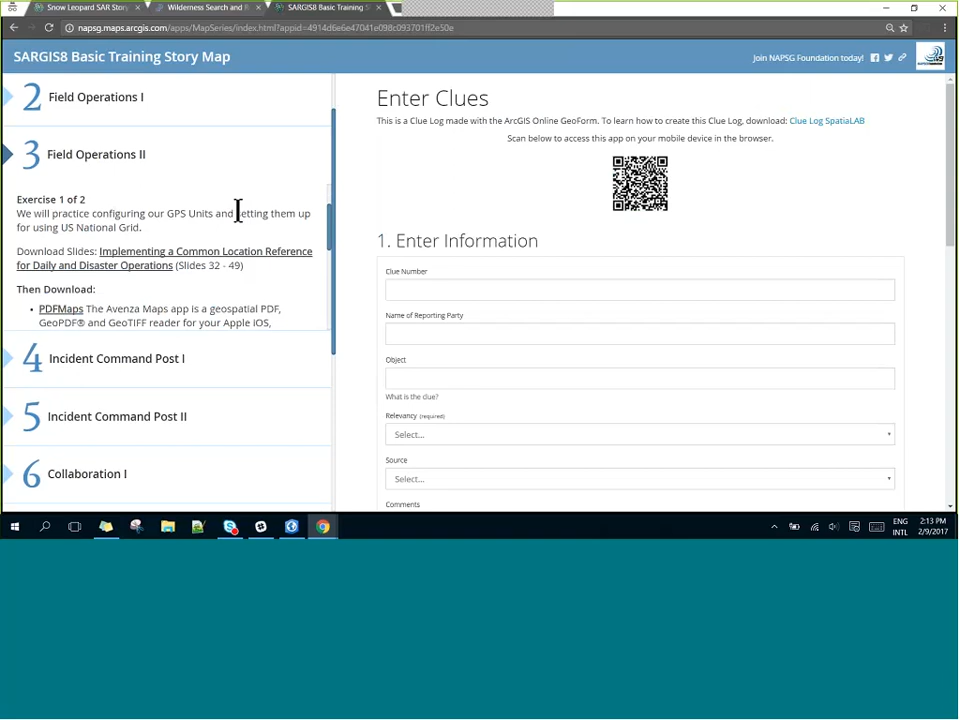 Snow Leopard SAR Story
Wilderness Search and R
SARGIS8 Basic Training S
napsg.maps.arcgis.com/apps/MapSeries/index.html?appid=4914d6e6e47041e098c093701ff2e50e
SARGIS8 Basic Training Story Map
Join NAPSG Foundation today!
2 Field Operations I
3 Field Operations II
Exercise 1 of 2
We will practice configuring our GPS Units and setting them up
for using US National Grid.
Download Slides: Implementing a Common Location Reference
for Daily and Disaster Operations (Slides 32 - 49)
Then Download:
• PDFMaps The Avenza Maps app is a geospatial PDF,
GeoPDF® and GeoTIFF reader for your Apple iOS,
4 Incident Command Post I
5 Incident Command Post II
6 Collaboration I
Enter Clues
This is a Clue Log made with the ArcGIS Online GeoForm. To learn how to create this Clue Log, download: Clue Log SpatiaLAB
Scan below to access this app on your mobile device in the browser.
1. Enter Information
Clue Number
Name of Reporting Party
Object
What is the clue?
Relevancy (required)
Select...
Source
Select...
Comments
ENG
INTL
2:13 PM
2/9/2017